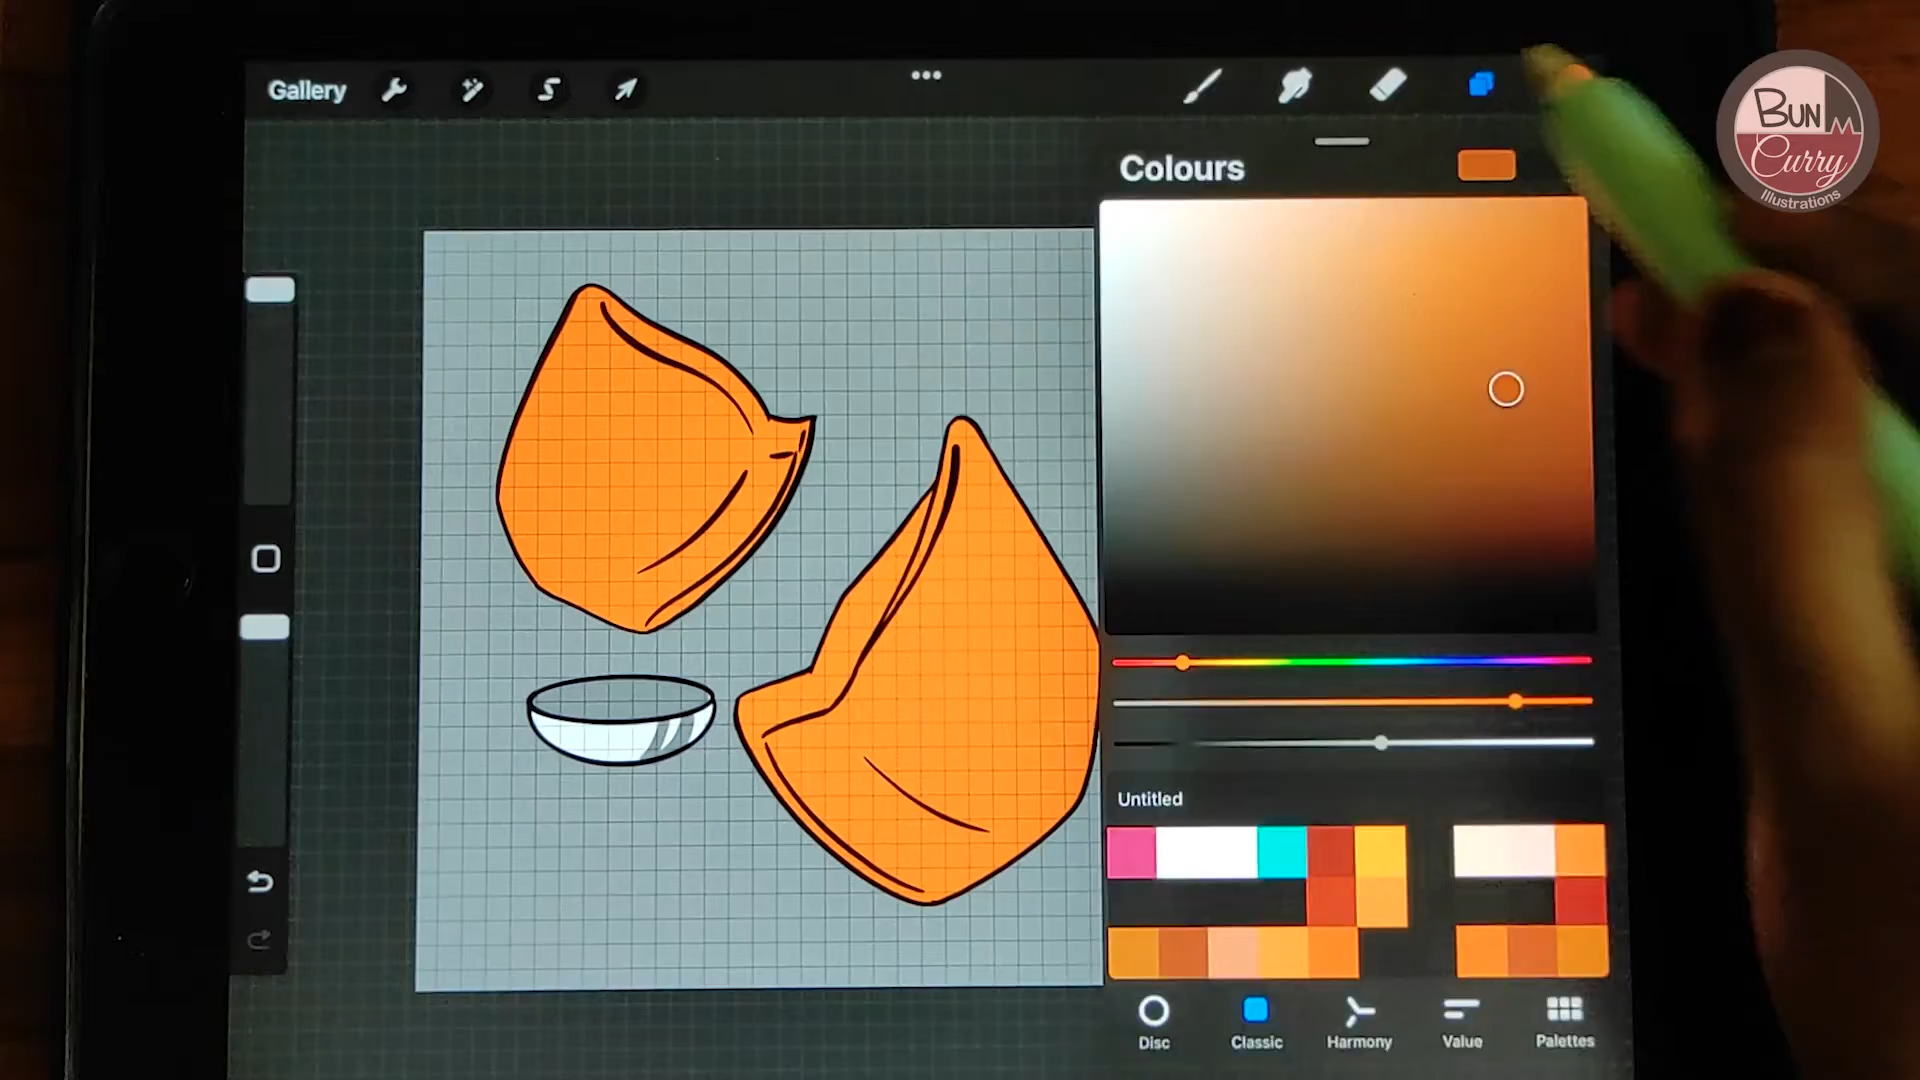 Gallery
Colours
BUN
Curry
Illustrations
Untitled
Disc
Classic
Harmony
Value
Palettes